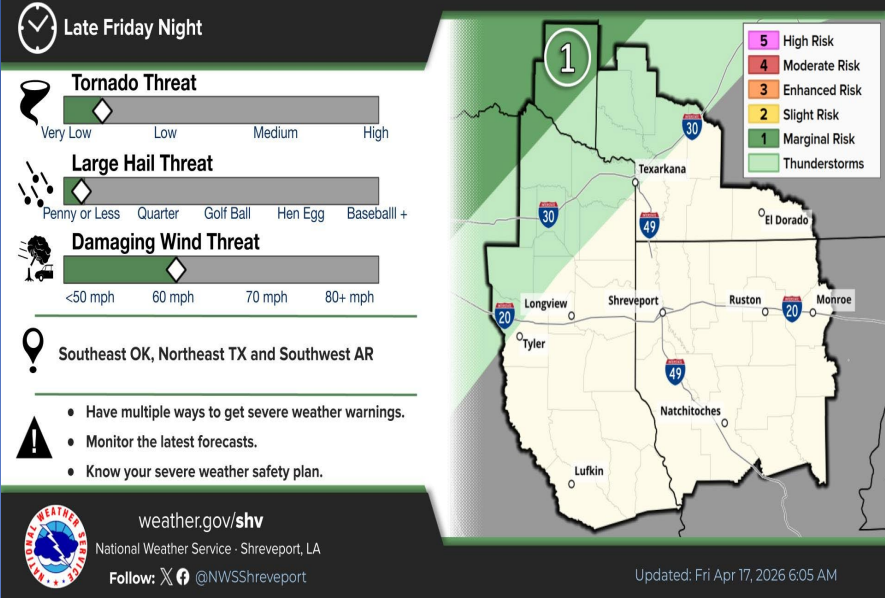 Late Friday Night
Tornado Threat
Very Low Low Medium High
Large Hail Threat
Penny or Less Quarter Golf Ball Hen Egg Baseballl +
Damaging Wind Threat
<50 mph 60 mph 70 mph 80+ mph
Southeast OK, Northeast TX and Southwest AR
• Have multiple ways to get severe weather warnings.
• Monitor the latest forecasts.
• Know your severe weather safety plan.
NATIONAL WEATHER SERVICE
weather.gov/shv
National Weather Service · Shreveport, LA
Follow: X @NWSShreveport
1
5 High Risk
4 Moderate Risk
3 Enhanced Risk
2 Slight Risk
1 Marginal Risk
Thunderstorms
30
Texarkana
30
49
El Dorado
Longview
Shreveport
Ruston
Monroe
20
20
Tyler
49
Natchitoches
Lufkin
Updated: Fri Apr 17, 2026 6:05 AM